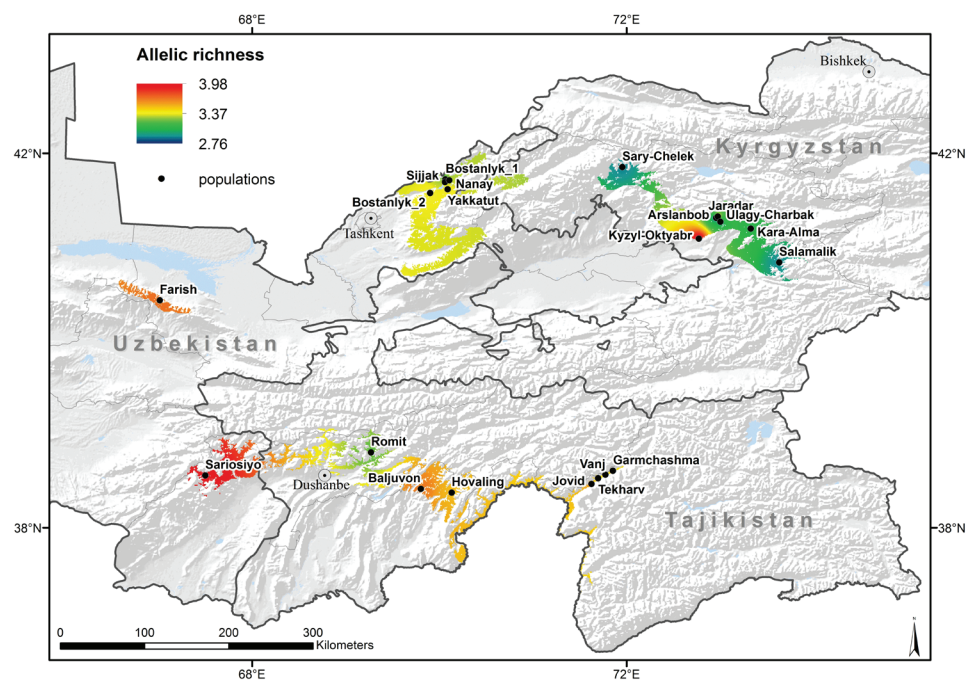 68°E
72°E
Allelic richness
3.98
3.37
2.76
populations
Bishkek
Kyrgyzstan
42°N
42°N
Sary-Chelek
Bostanlyk_1
Sijjak
Nanay
Bostanlyk_2
Yakkatut
Tashkent
Jaradar
Arslanbob
Ulagy-Charbak
Kyzyl-Oktyabr
Kara-Alma
Salamalik
Farish
Uzbekistan
Romit
Sariosiyo
Dushanbe
Baljuvon
Hovaling
Vanj
Garmchashma
Jovid
Tekharv
Tajikistan
38°N
38°N
0 100 200 300
Kilometers
N
68°E
72°E